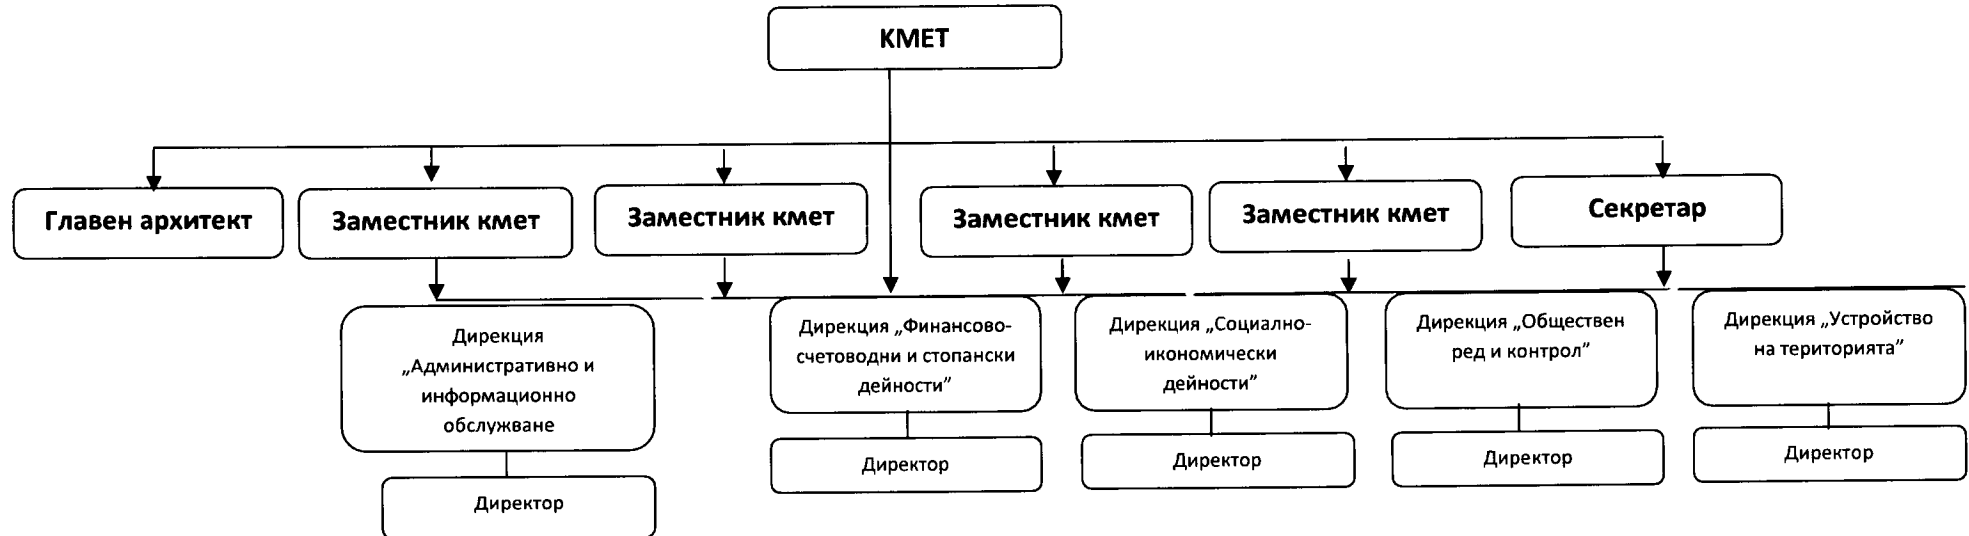 КМЕТ
Главен архитект
Заместник кмет
Заместник кмет
Заместник кмет
Заместник кмет
Секретар
Дирекция
„Административно и
информационно
обслужване
Директор
Дирекция „Финансово-
счетоводни и стопански
дейности”
Директор
Дирекция „Социално-
икономически
дейности”
Директор
Дирекция „Обществен
ред и контрол”
Директор
Дирекция „Устройство
на територията”
Директор